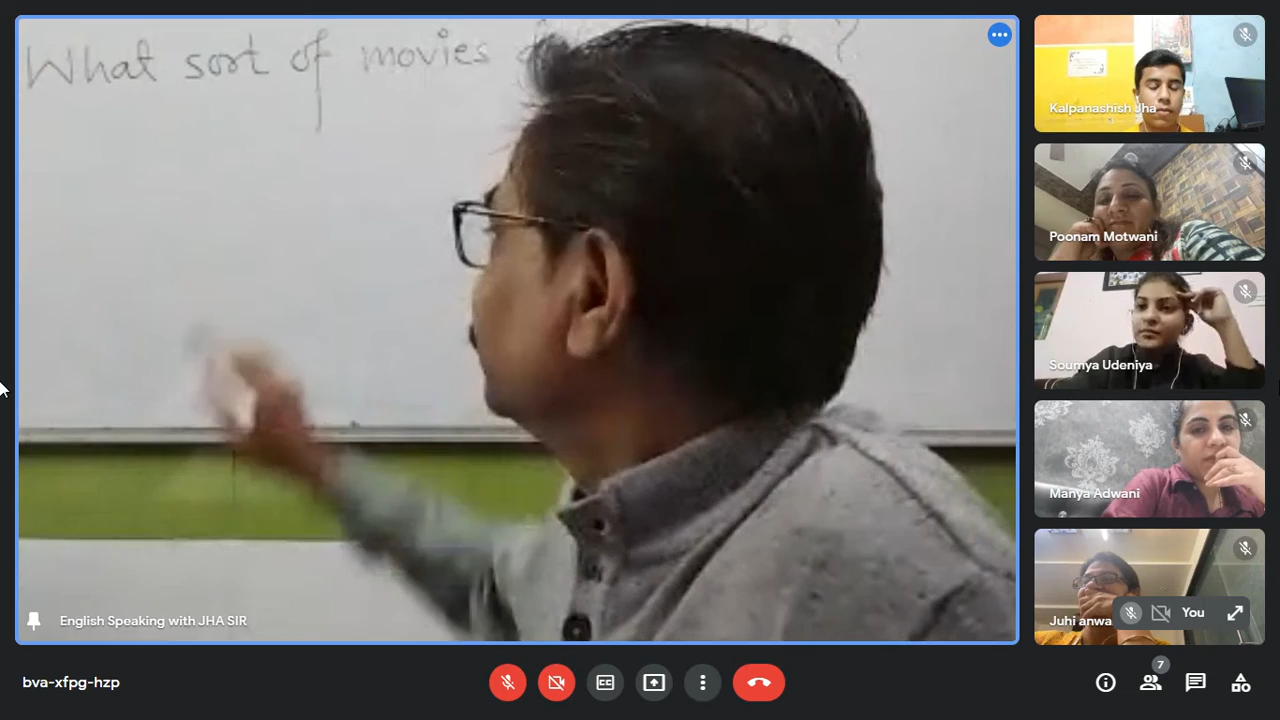 What sort of movies ?
Kalpanashish Jha
Poonam Motwani
Soumya Udeniya
Manya Adwani
Juhi anwa
You
English Speaking with JHA SIR
bva-xfpg-hzp
CC
7